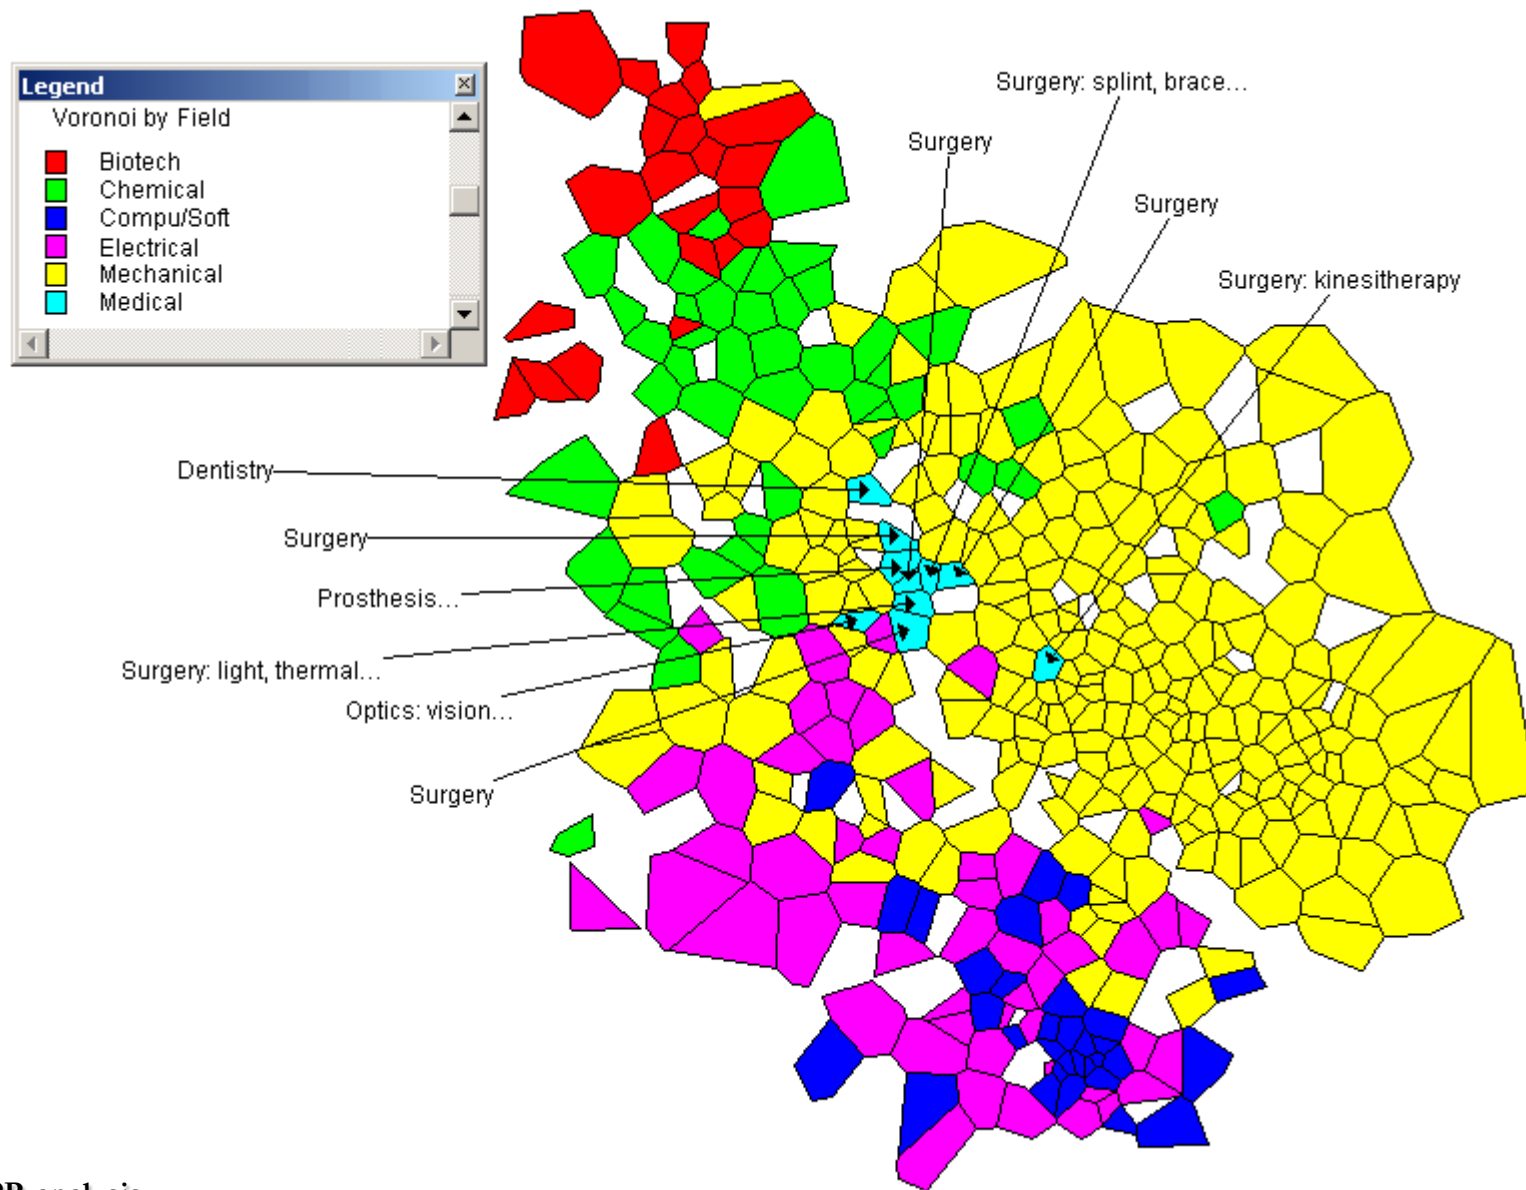 Legend
Voronoi by Field
Biotech
Chemical
Compu/Soft
Electrical
Mechanical
Medical
Surgery: splint, brace...
Surgery
Surgery
Surgery: kinesitherapy
Dentistry
Surgery
Prosthesis...
Surgery: light, thermal...
Optics: vision...
Surgery